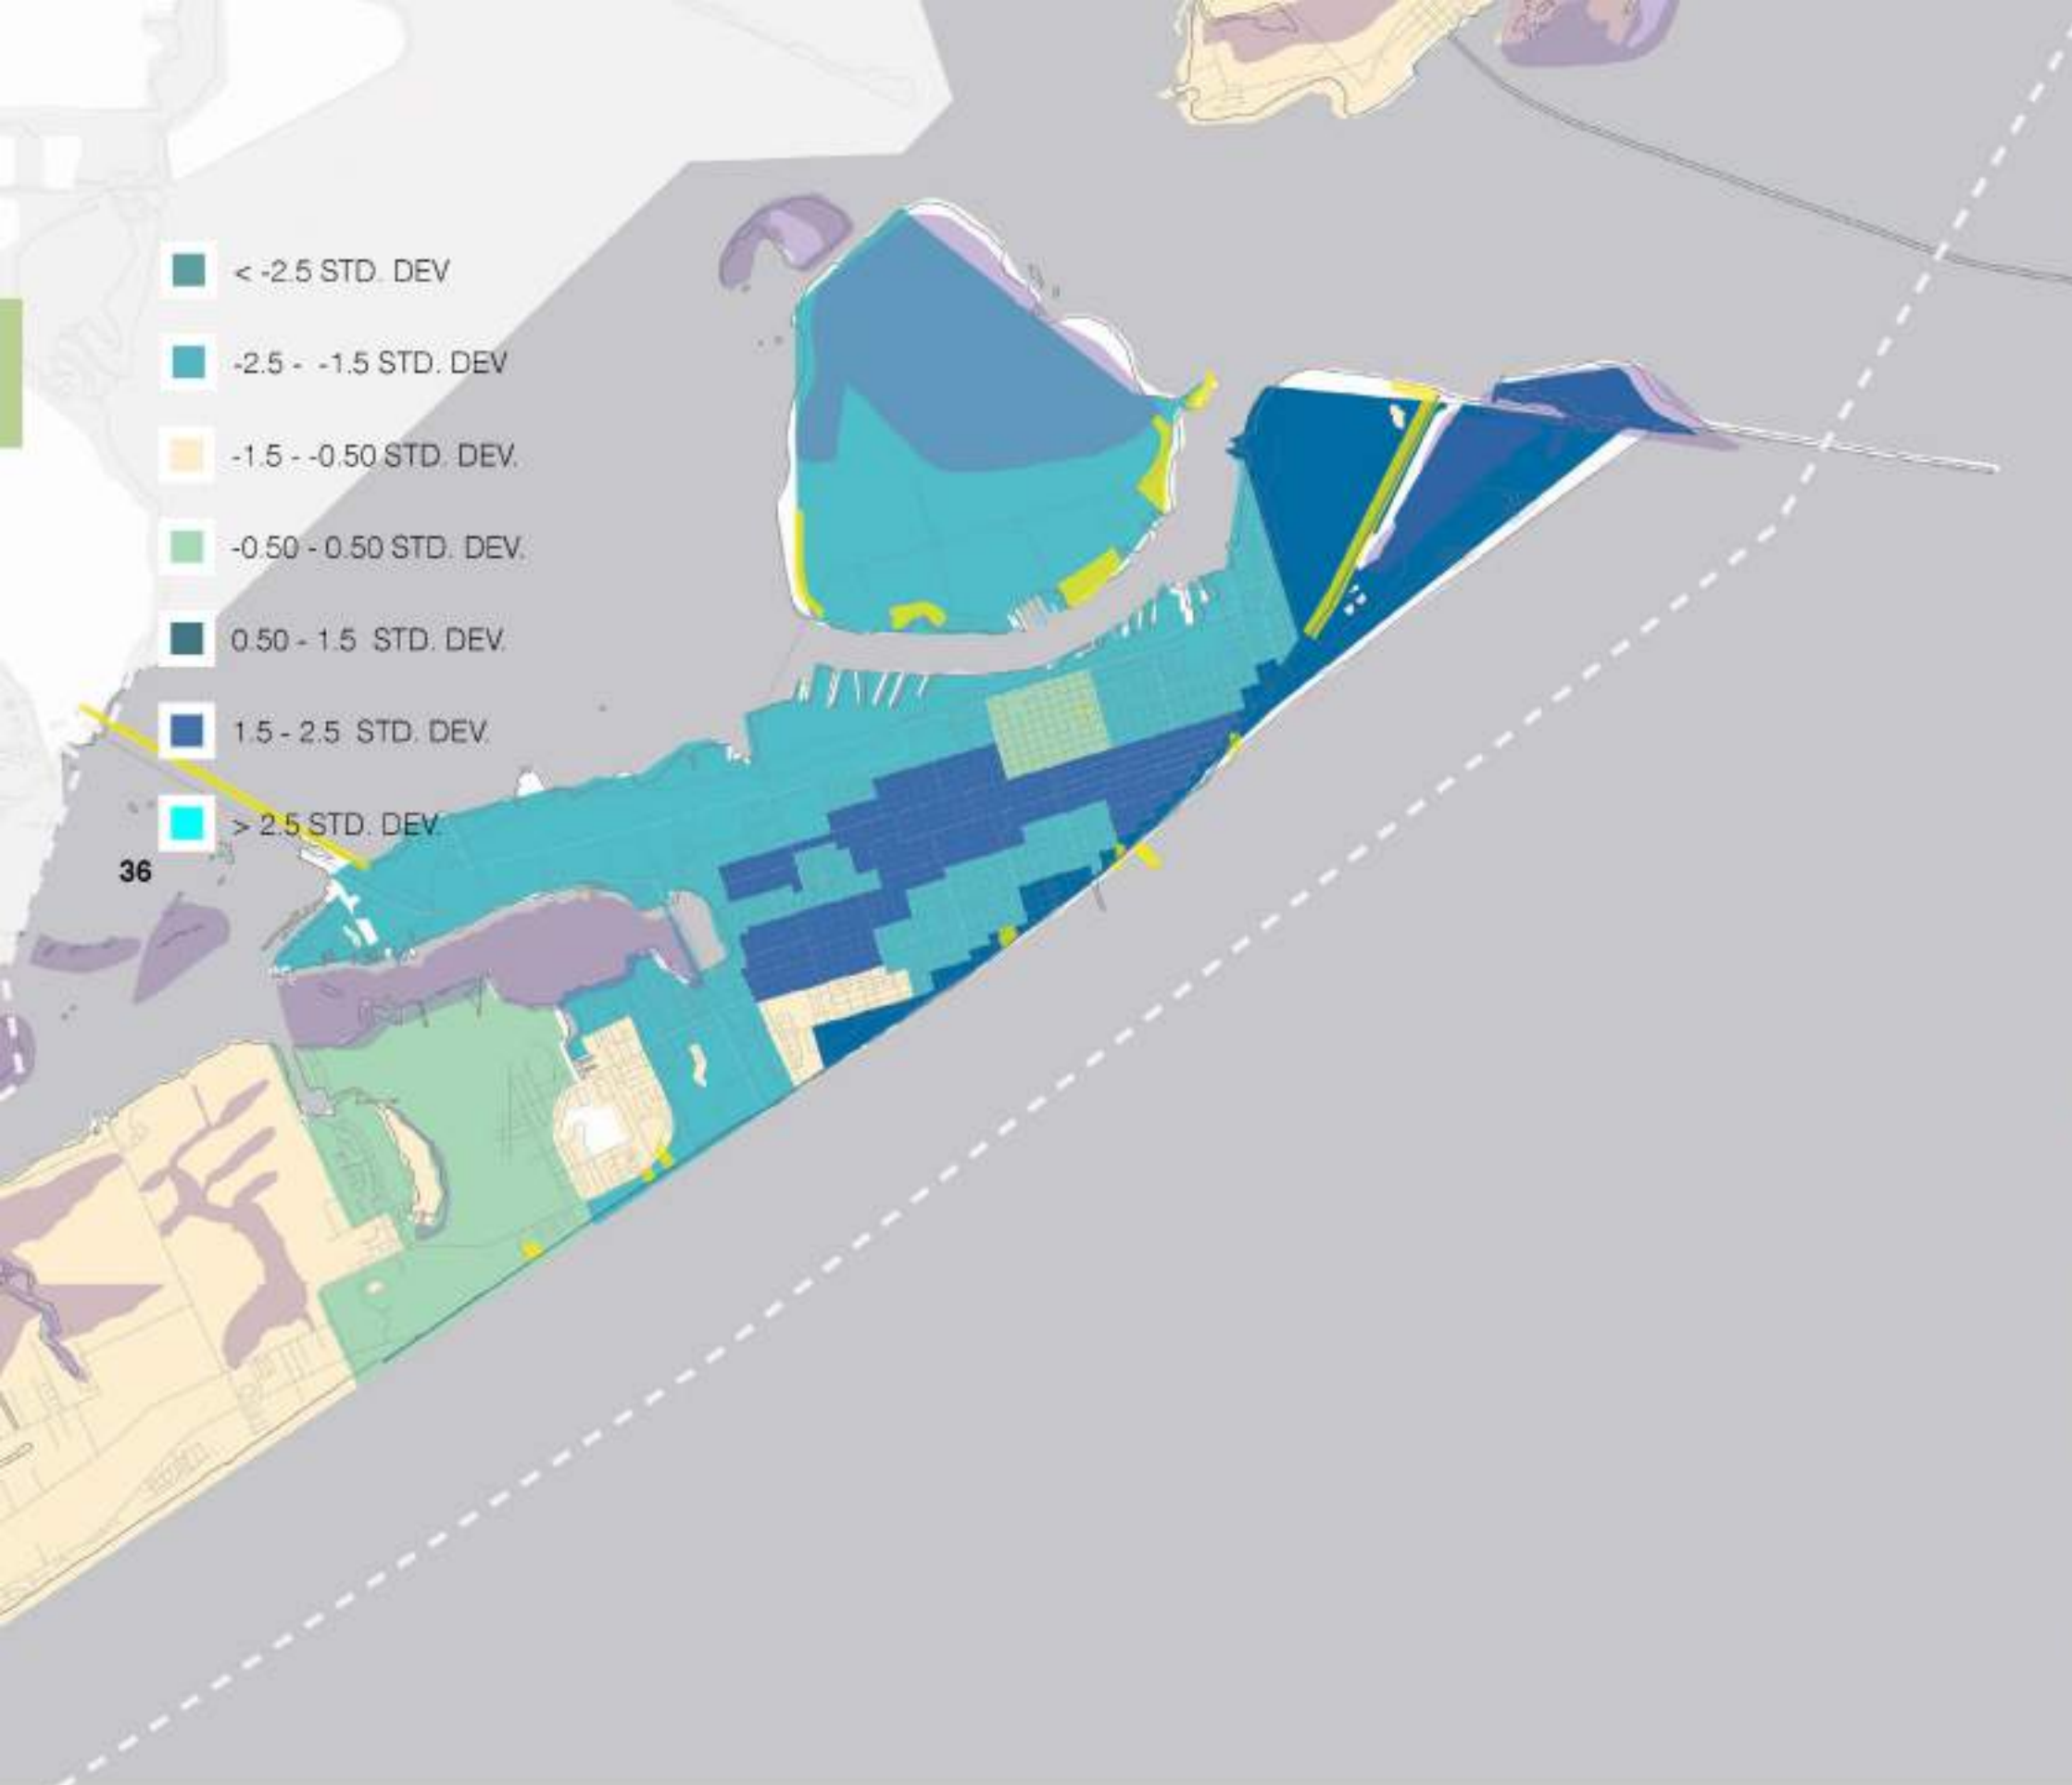 < -2.5 STD. DEV
-2.5 - -1.5 STD. DEV
-1.5 - -0.50 STD. DEV.
-0.50 - 0.50 STD. DEV.
0.50 - 1.5 STD. DEV.
1.5 - 2.5 STD. DEV.
> 2.5 STD. DEV.
36